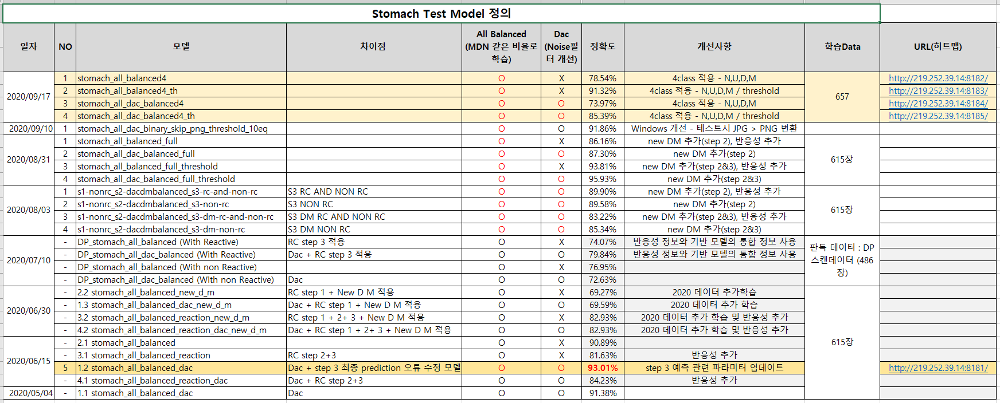 Stomach Test Model 정의
일자 NO 모델 차이점 All Balanced (MDN 같은 비율로 학습) Dac (Noise필터 개선) 정확도 개선사항 학습Data URL(히트맵)
2020/09/17 1 stomach_all_balanced4 O X 78.54% 4class 적용 - N,U,D,M 657 http://219.252.39.14:8182/
2 stomach_all_balanced4_th O X 91.32% 4class 적용 - N,U,D,M / threshold http://219.252.39.14:8183/
3 stomach_all_dac_balanced4 O O 73.97% 4class 적용 - N,U,D,M http://219.252.39.14:8184/
4 stomach_all_dac_balanced4_th O O 85.39% 4class 적용 - N,U,D,M / threshold http://219.252.39.14:8185/
2020/09/10 1 stomach_all_dac_binary_skip_png_threshold_10eq O O 91.86% Windows 개선 - 테스트시 JPG > PNG 변환
2020/08/31 1 stomach_all_balanced_full O X 86.16% new DM 추가(step 2), 반응성 추가 615장
2 stomach_all_dac_balanced_full O O 87.30% new DM 추가(step 2)
3 stomach_all_balanced_full_threshold O X 93.81% new DM 추가(step 2&3), 반응성 추가
4 stomach_all_dac_balanced_full_threshold O O 95.93% new DM 추가(step 2&3)
2020/08/03 1 s1-nonrc_s2-dacdmbalanced_s3-rc-and-non-rc S3 RC AND NON RC O O 89.90% new DM 추가(step 2), 반응성 추가 615장
2 s1-nonrc_s2-dacdmbalanced_s3-non-rc S3 NON RC O O 89.58% new DM 추가(step 2)
3 s1-nonrc_s2-dacdmbalanced_s3-dm-rc-and-non-rc S3 DM RC AND NON RC O O 83.22% new DM 추가(step 2&3), 반응성 추가
4 s1-nonrc_s2-dacdmbalanced_s3-dm-non-rc S3 DM NON RC O O 85.34% new DM 추가(step 2&3)
2020/07/10 - DP_stomach_all_balanced (With Reactive) RC step 3 적용 O X 74.07% 반응성 정보와 기반 모델의 통합 정보 사용 판독 데이터 : DP 스캔데이터 (486장)
- DP_stomach_all_dac_balanced (With Reactive) Dac + RC step 3 적용 O O 79.84% 반응성 정보와 기반 모델의 통합 정보 사용
- DP_stomach_all_balanced (With non Reactive) O X 76.95%
- DP_stomach_all_dac_balanced (With non Reactive) Dac O O 72.63%
2020/06/30 - 2.2 stomach_all_balanced_new_d_m RC step 1 + New D M 적용 O X 69.27% 2020 데이터 추가학습 615장
- 1.3 stomach_all_balanced_dac_new_d_m Dac + RC step 1 + New D M 적용 O O 69.59% 2020 데이터 추가 학습
- 3.2 stomach_all_balanced_reaction_new_d_m RC step 1 + 2+ 3 + New D M 적용 O X 82.93% 2020 데이터 추가 학습 및 반응성 추가
- 4.2 stomach_all_balanced_reaction_dac_new_d_m Dac + RC step 1 + 2+ 3 + New D M 적용 O O 82.93% 2020 데이터 추가 학습 및 반응성 추가
2020/06/15 - 2.1 stomach_all_balanced O X 90.89%
- 3.1 stomach_all_balanced_reaction RC step 2+3 O X 81.63% 반응성 추가
5 1.2 stomach_all_balanced_dac Dac + step 3 최종 prediction 오류 수정 모델 O O 93.01% step 3 예측 관련 파라미터 업데이트 http://219.252.39.14:8181/
- 4.1 stomach_all_balanced_reaction_dac Dac + RC step 2+3 O O 84.23% 반응성 추가
2020/05/04 - 1.1 stomach_all_balanced_dac Dac O O 91.38%